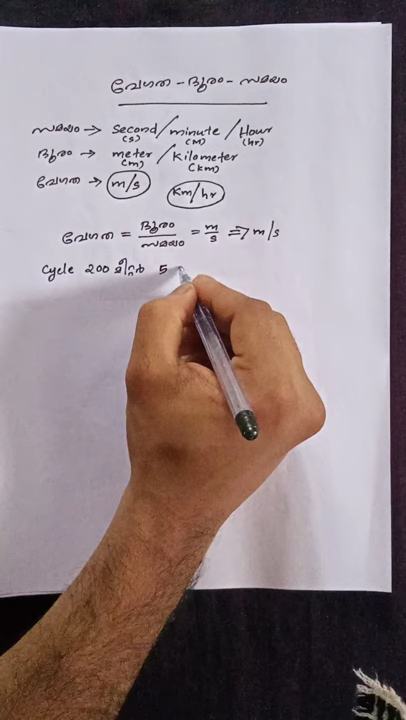 വേഗത - ദൂരം - സമയം
സമയം → second / minute / Hour
(s) (M) (hr)
ദൂരം → meter / Kilometer
(m) (km)
വേഗത → m/s km/hr
വേഗത = ദൂരം / സമയം = m / s ⇒ m/s
Cycle 200 മീറ്റർ 5